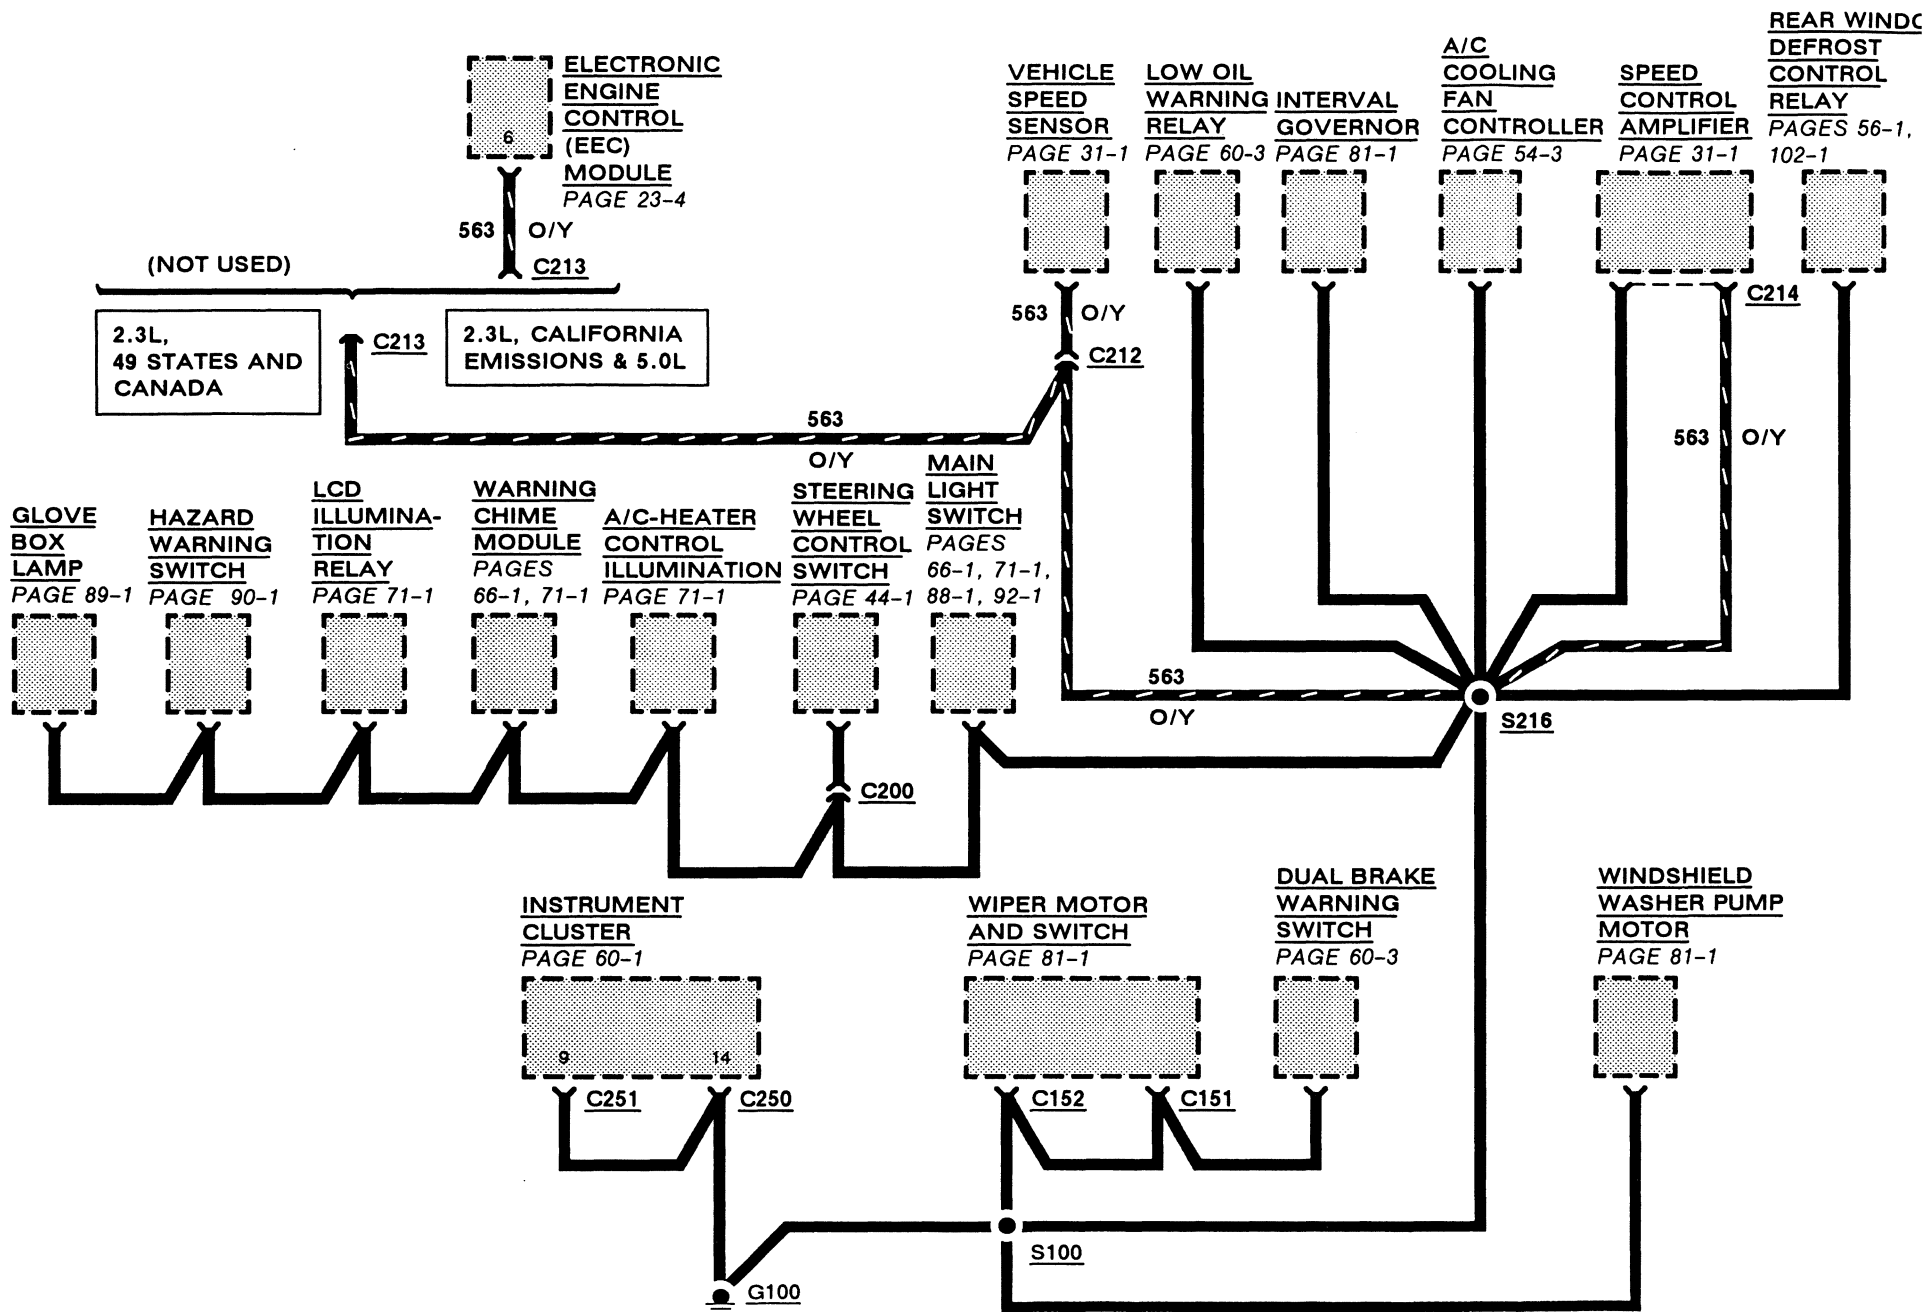 ELECTRONIC
ENGINE
CONTROL
(EEC)
MODULE
PAGE 23-4
6
563 O/Y
C213
(NOT USED)
2.3L,
49 STATES AND
CANADA
C213
2.3L, CALIFORNIA
EMISSIONS & 5.0L
VEHICLE
SPEED
SENSOR
PAGE 31-1
LOW OIL
WARNING
RELAY
PAGE 60-3
INTERVAL
GOVERNOR
PAGE 81-1
A/C
COOLING
FAN
CONTROLLER
PAGE 54-3
SPEED
CONTROL
AMPLIFIER
PAGE 31-1
REAR
DEFROST
CONTROL
RELAY
PAGES 56-1,
102-1
563 O/Y
C212
C214
563
O/Y
563 O/Y
GLOVE
BOX
LAMP
PAGE 89-1
HAZARD
WARNING
SWITCH
PAGE 90-1
LCD
ILLUMINA-
TION
RELAY
PAGE 71-1
WARNING
CHIME
MODULE
PAGES
66-1, 71-1
A/C-HEATER
CONTROL
ILLUMINATION
PAGE 71-1
STEERING
WHEEL
CONTROL
SWITCH
PAGE 44-1
MAIN
LIGHT
SWITCH
PAGES
66-1, 71-1,
88-1, 92-1
563
O/Y
S216
C200
INSTRUMENT
CLUSTER
PAGE 60-1
9 14
C251
C250
WIPER MOTOR
AND SWITCH
PAGE 81-1
C152
C151
DUAL BRAKE
WARNING
SWITCH
PAGE 60-3
WINDSHIELD
WASHER PUMP
MOTOR
PAGE 81-1
S100
G100